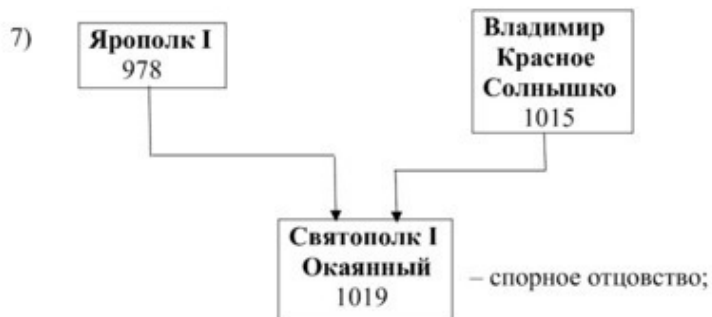 7)
Ярополк I
978
Владимир
Красное
Солнышко
1015
Святополк I
Окаянный
1019
– спорное отцовство;